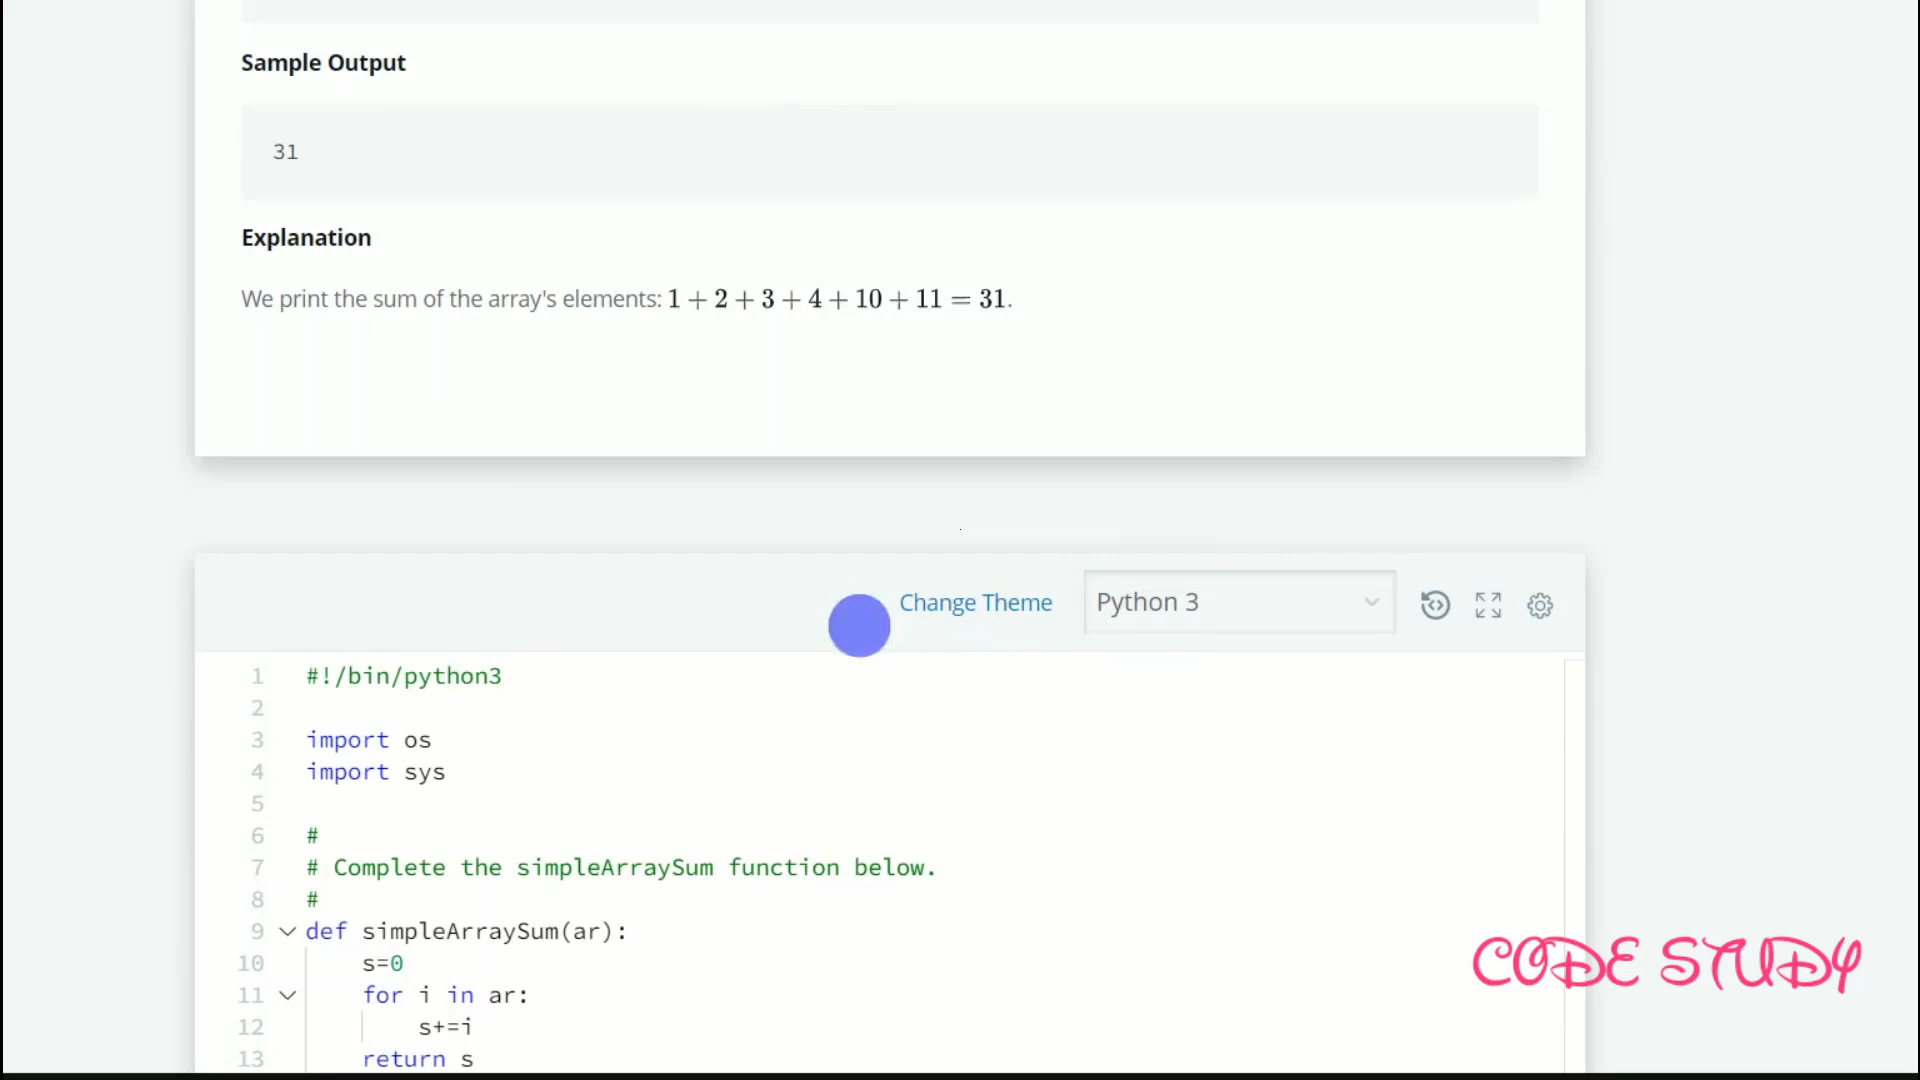 Sample Output
31
Explanation
We print the sum of the array's elements: 1 + 2 + 3 + 4 + 10 + 11 = 31.
Change Theme
Python 3
1 #!/bin/python3
2
3 import os
4 import sys
5
6 #
7 # Complete the simpleArraySum function below.
8 #
9 def simpleArraySum(ar):
10 s=0
11 for i in ar:
12 s+=i
13 return s
CODE STUDY